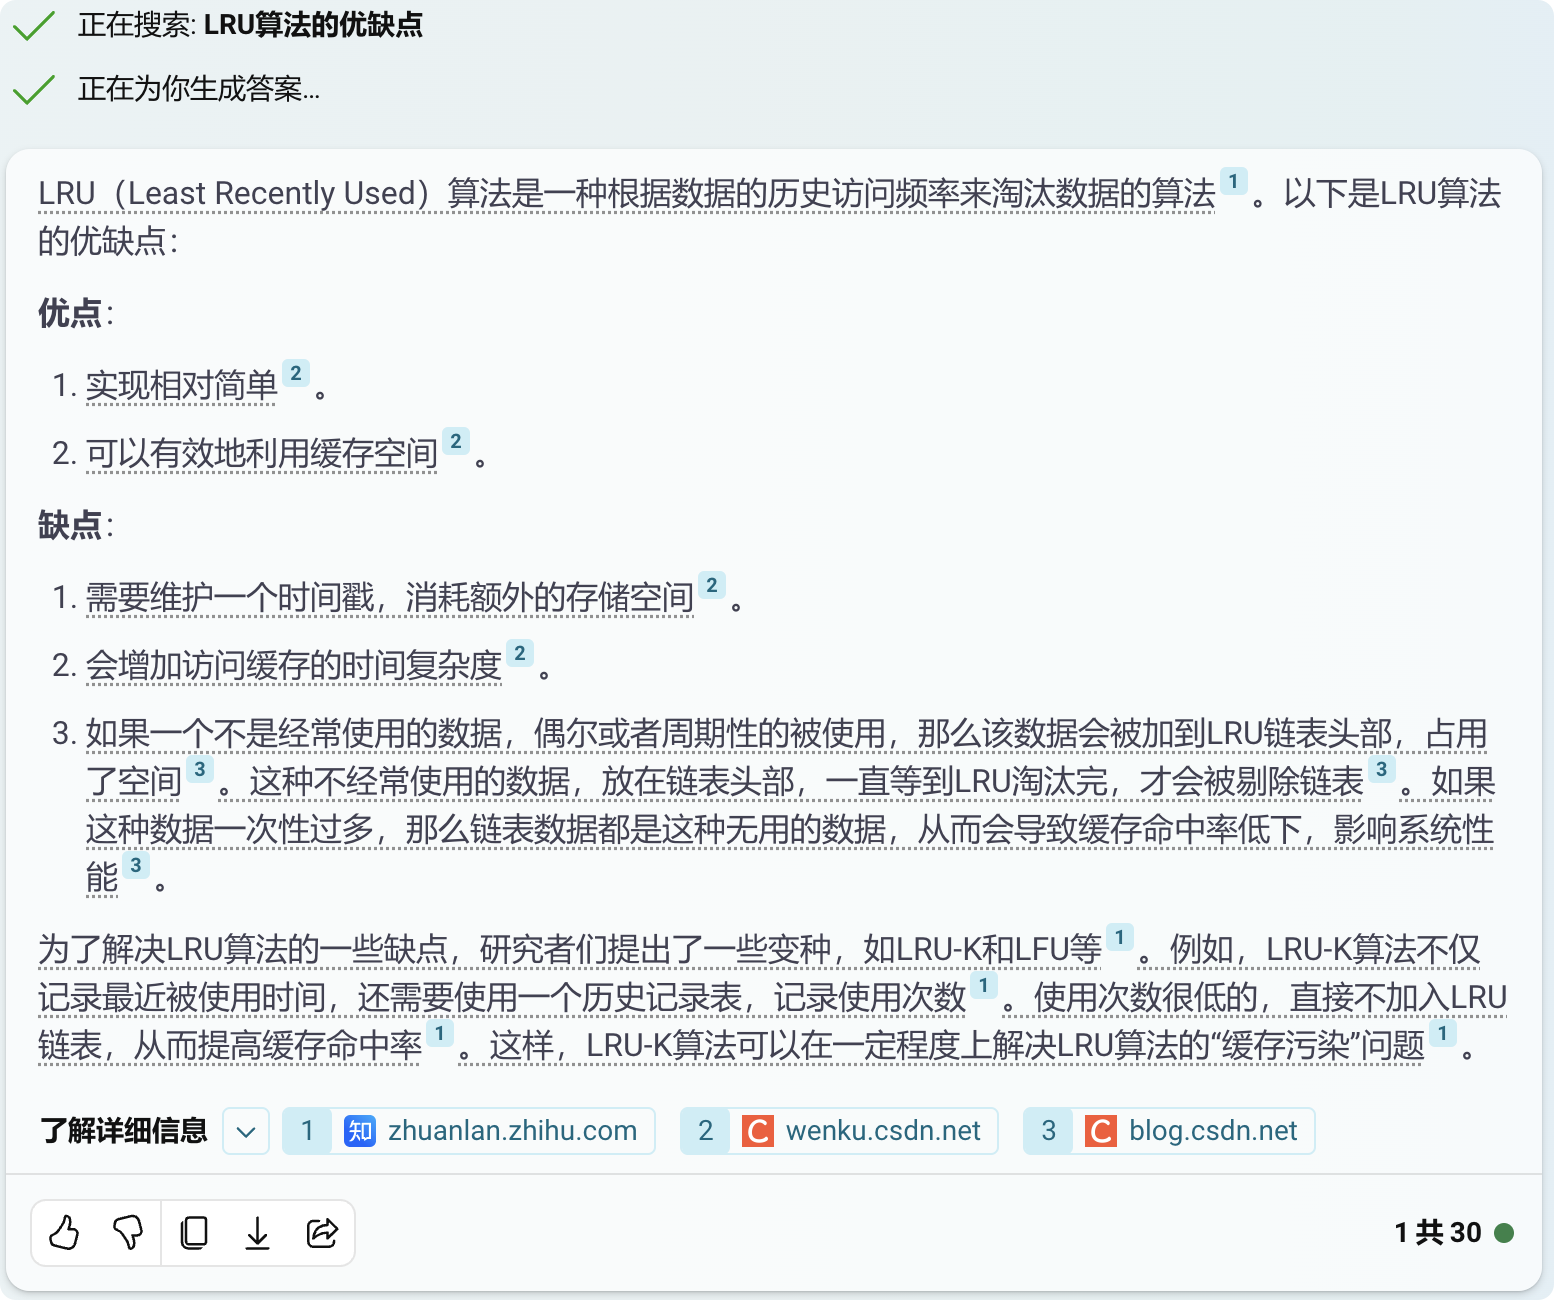 正在搜索: LRU算法的优缺点
正在为你生成答案...
LRU（Least Recently Used）算法是一种根据数据的历史访问频率来淘汰数据的算法 1 。以下是LRU算法
的优缺点：
优点：
1. 实现相对简单 2 。
2. 可以有效地利用缓存空间 2 。
缺点：
1. 需要维护一个时间戳，消耗额外的存储空间 2 。
2. 会增加访问缓存的时间复杂度 2 。
3. 如果一个不是经常使用的数据，偶尔或者周期性的被使用，那么该数据会被加到LRU链表头部，占用
了空间 3 。这种不经常使用的数据，放在链表头部，一直等到LRU淘汰完，才会被剔除链表 3 。如果
这种数据一次性过多，那么链表数据都是这种无用的数据，从而会导致缓存命中率低下，影响系统性
能 3 。
为了解决LRU算法的一些缺点，研究者们提出了一些变种，如LRU-K和LFU等 1 。例如，LRU-K算法不仅
记录最近被使用时间，还需要使用一个历史记录表，记录使用次数 1 。使用次数很低的，直接不加入LRU
链表，从而提高缓存命中率 1 。这样，LRU-K算法可以在一定程度上解决LRU算法的“缓存污染”问题 1 。
了解详细信息 1 知 zhuanlan.zhihu.com 2 C wenku.csdn.net 3 C blog.csdn.net
1 共 30